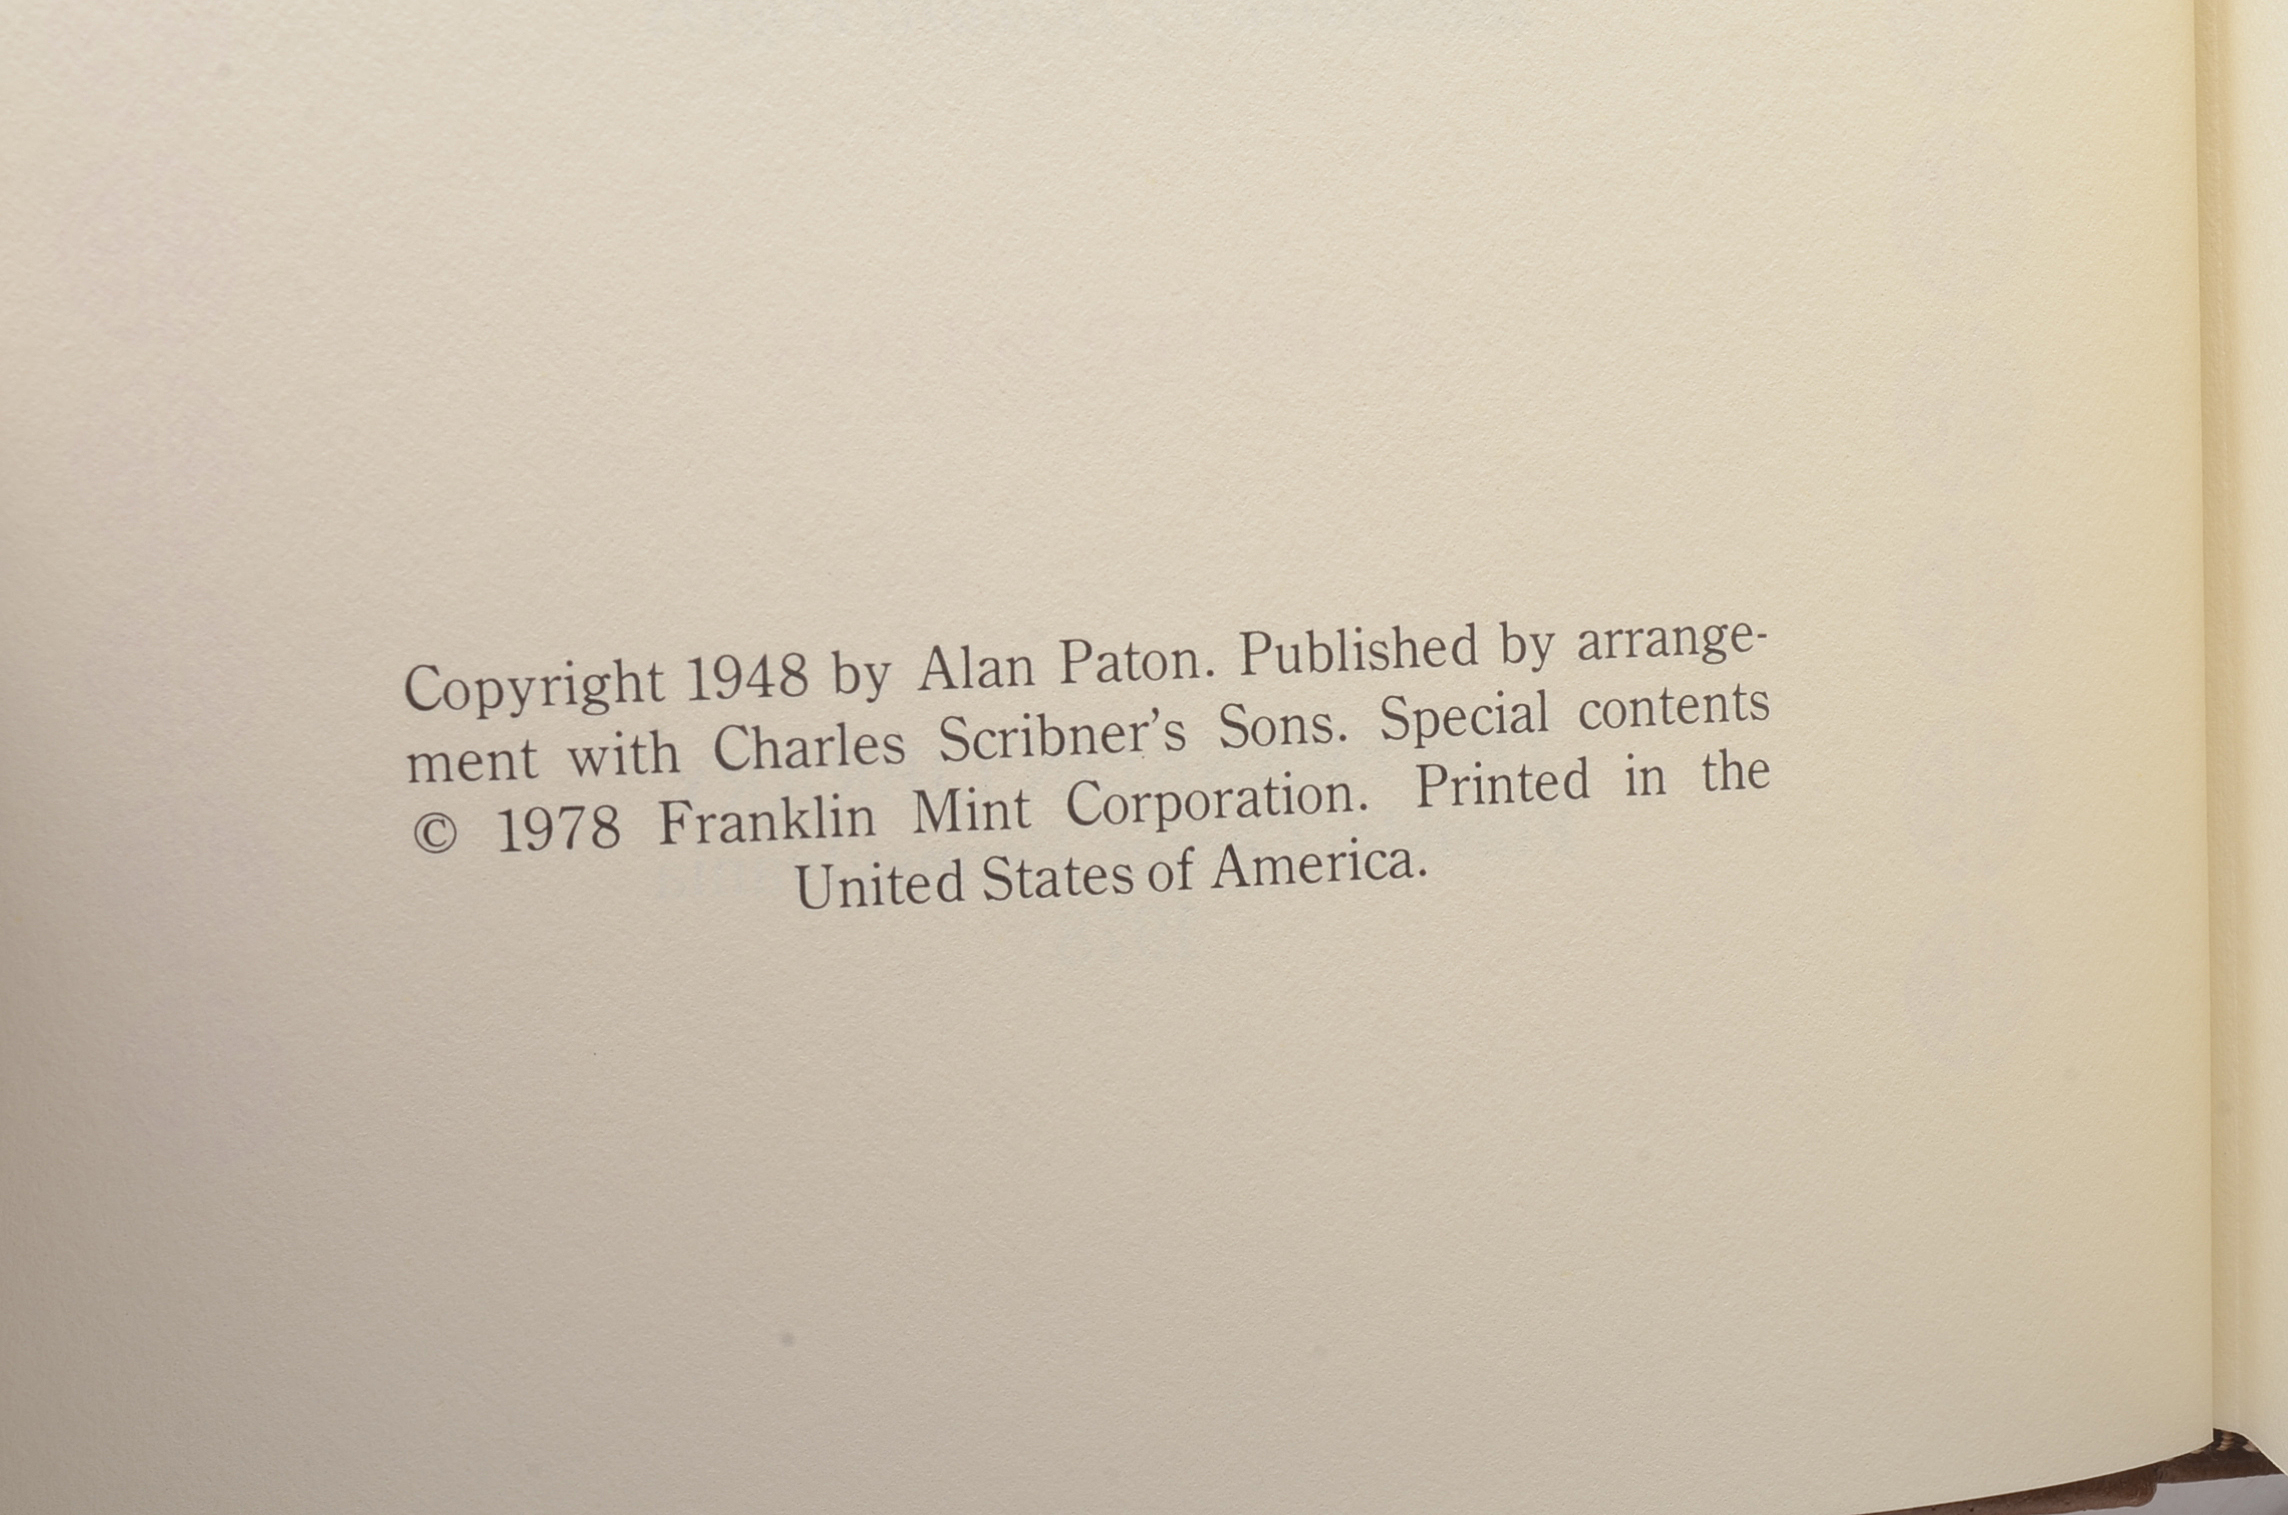 Copyright 1948 by Alan Paton. Published by arrange-
ment with Charles Scribner’s Sons. Special contents
© 1978 Franklin Mint Corporation. Printed in the
United States of America.